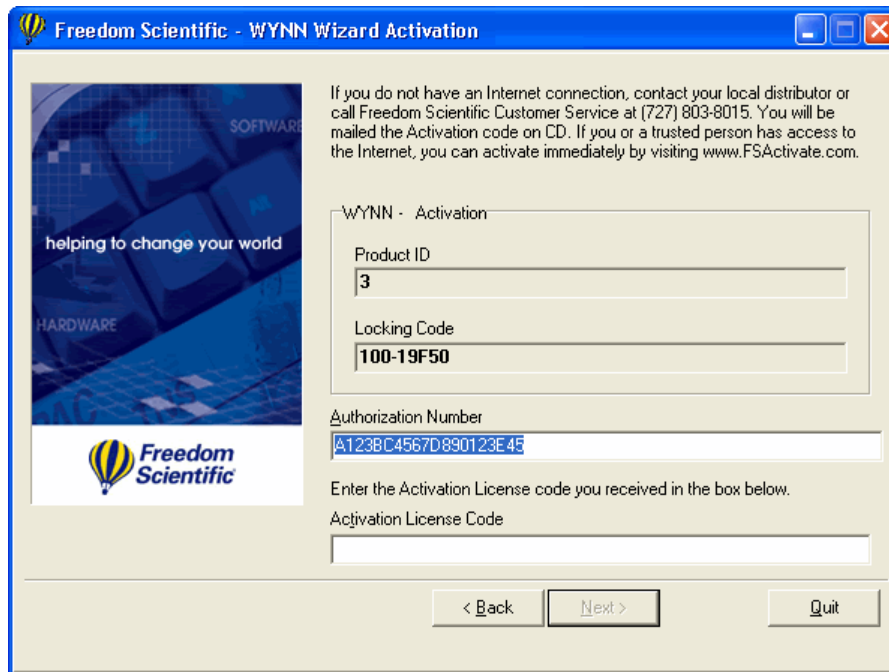 Freedom Scientific - WYNN Wizard Activation
SOFTWARE
helping to change your world
HARDWARE
Freedom
Scientific
If you do not have an Internet connection, contact your local distributor or
call Freedom Scientific Customer Service at (727) 803-8015. You will be
mailed the Activation code on CD. If you or a trusted person has access to
the Internet, you can activate immediately by visiting www.FSActivate.com.
WYNN - Activation
Product ID
3
Locking Code
100-19F50
Authorization Number
A123BC4567D890123E45
Enter the Activation License code you received in the box below.
Activation License Code
< Back
Next >
Quit